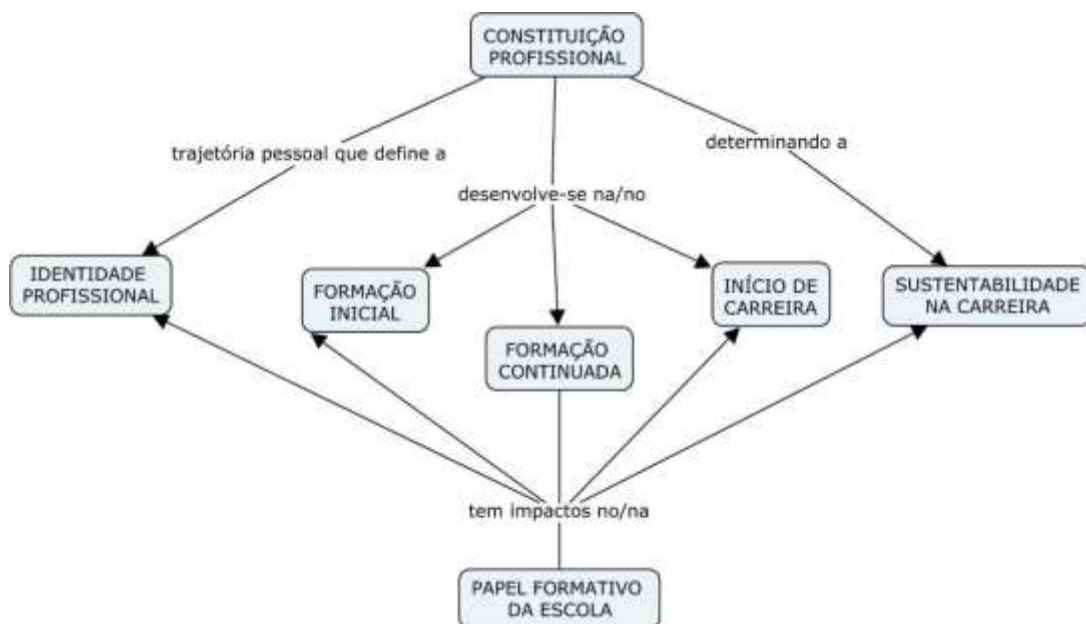 CONSTITUIÇÃO
PROFISSIONAL
trajetória pessoal que define a
determinando a
desenvolve-se na/no
IDENTIDADE
PROFISSIONAL
FORMAÇÃO
INICIAL
FORMAÇÃO
CONTINUADA
INÍCIO DE
CARREIRA
SUSTENTABILIDADE
NA CARREIRA
tem impactos no/na
PAPEL FORMATIVO
DA ESCOLA